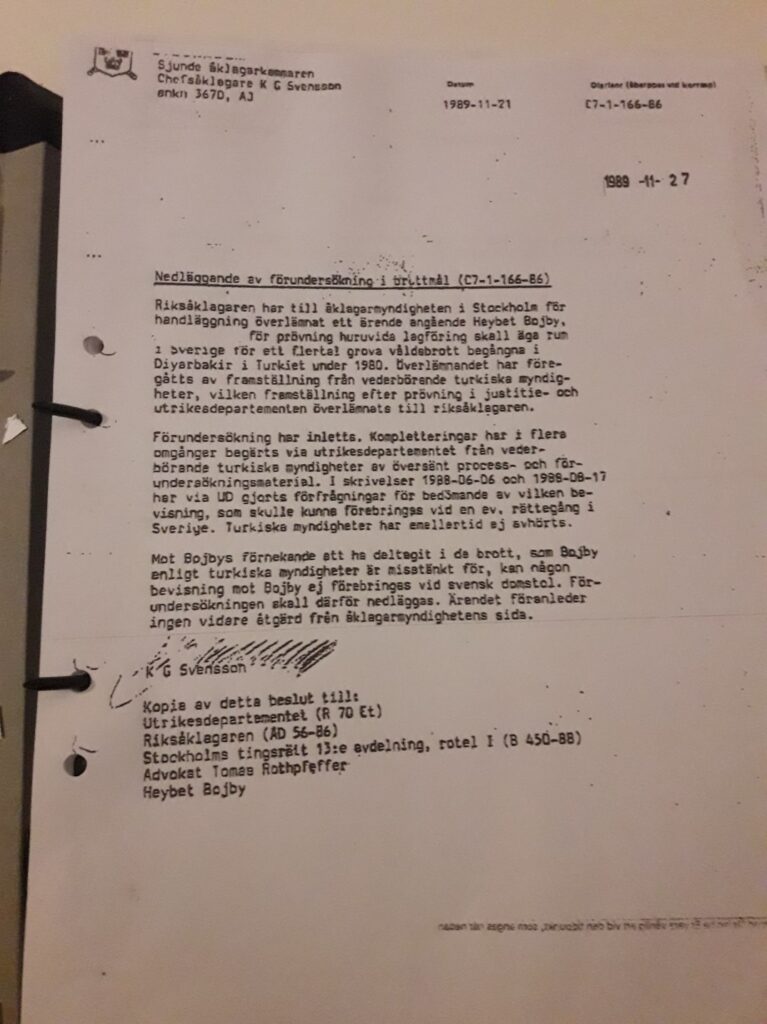 Sjunde åklagarkammaren
Chefsåklagare K G Svensson
ankn 3670, AJ
Datum
1989-11-21
C7-1-166-86
1989 -11- 27
Nedläggande av förundersökning i brottmål (C7-1-166-86)
Riksåklagaren har till åklagarmyndigheten i Stockholm för
handläggning överlämnat ett ärende angående Heybet Bojby,
för prövning huruvida lagföring skall äga rum
i Sverige för ett flertal grova våldsbrott begångna i
Diyarbakir i Turkiet under 1980. Överlämnandet har före-
gåtts av framställning från vederbörande turkiska myndig-
heter, vilken framställning efter prövning i justitie- och
utrikesdepartementen överlämnats till riksåklagaren.
Förundersökning har inletts. Kompletteringar har i flera
omgånger begärts via utrikesdepartementet från veder-
börande turkiska myndigheter av översänt process- och för-
undersökningsmaterial. I skrivelser 1988-06-06 och 1988-08-17
har via UD gjorts förfrågningar för bedömande av vilken be-
visning, som skulle kunna förebringas vid en ev. rättegång i
Sverige. Turkiska myndigheter har emellertid ej avhörts.
Mot Bojbys förnekande att ha deltagit i de brott, som Bojby
enligt turkiska myndigheter är misstänkt för, kan någon
bevisning mot Bojby ej förebringas vid svensk domstol. För-
undersökningen skall därför nedläggas. Ärendet föranleder
ingen vidare åtgärd från åklagarmyndighetens sida.
K G Svensson
Kopia av detta beslut till:
Utrikesdepartementet (R 70 Et)
Riksåklagaren (AD 56-86)
Stockholms tingsrätt 13:e avdelning, rotel I (B 450-88)
Advokat Tomas Rothpfeffer
Heybet Bojby